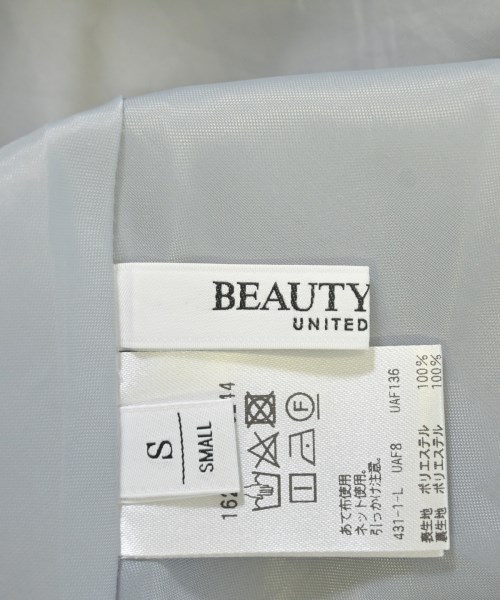 BEAUTY
UNITED
S
SMALL
あて布使用
ネット使用。
引っかけ注意。
431-1-L UAF8 UAF136
表生地 ポリエステル 100%
裏生地 ポリエステル 100%